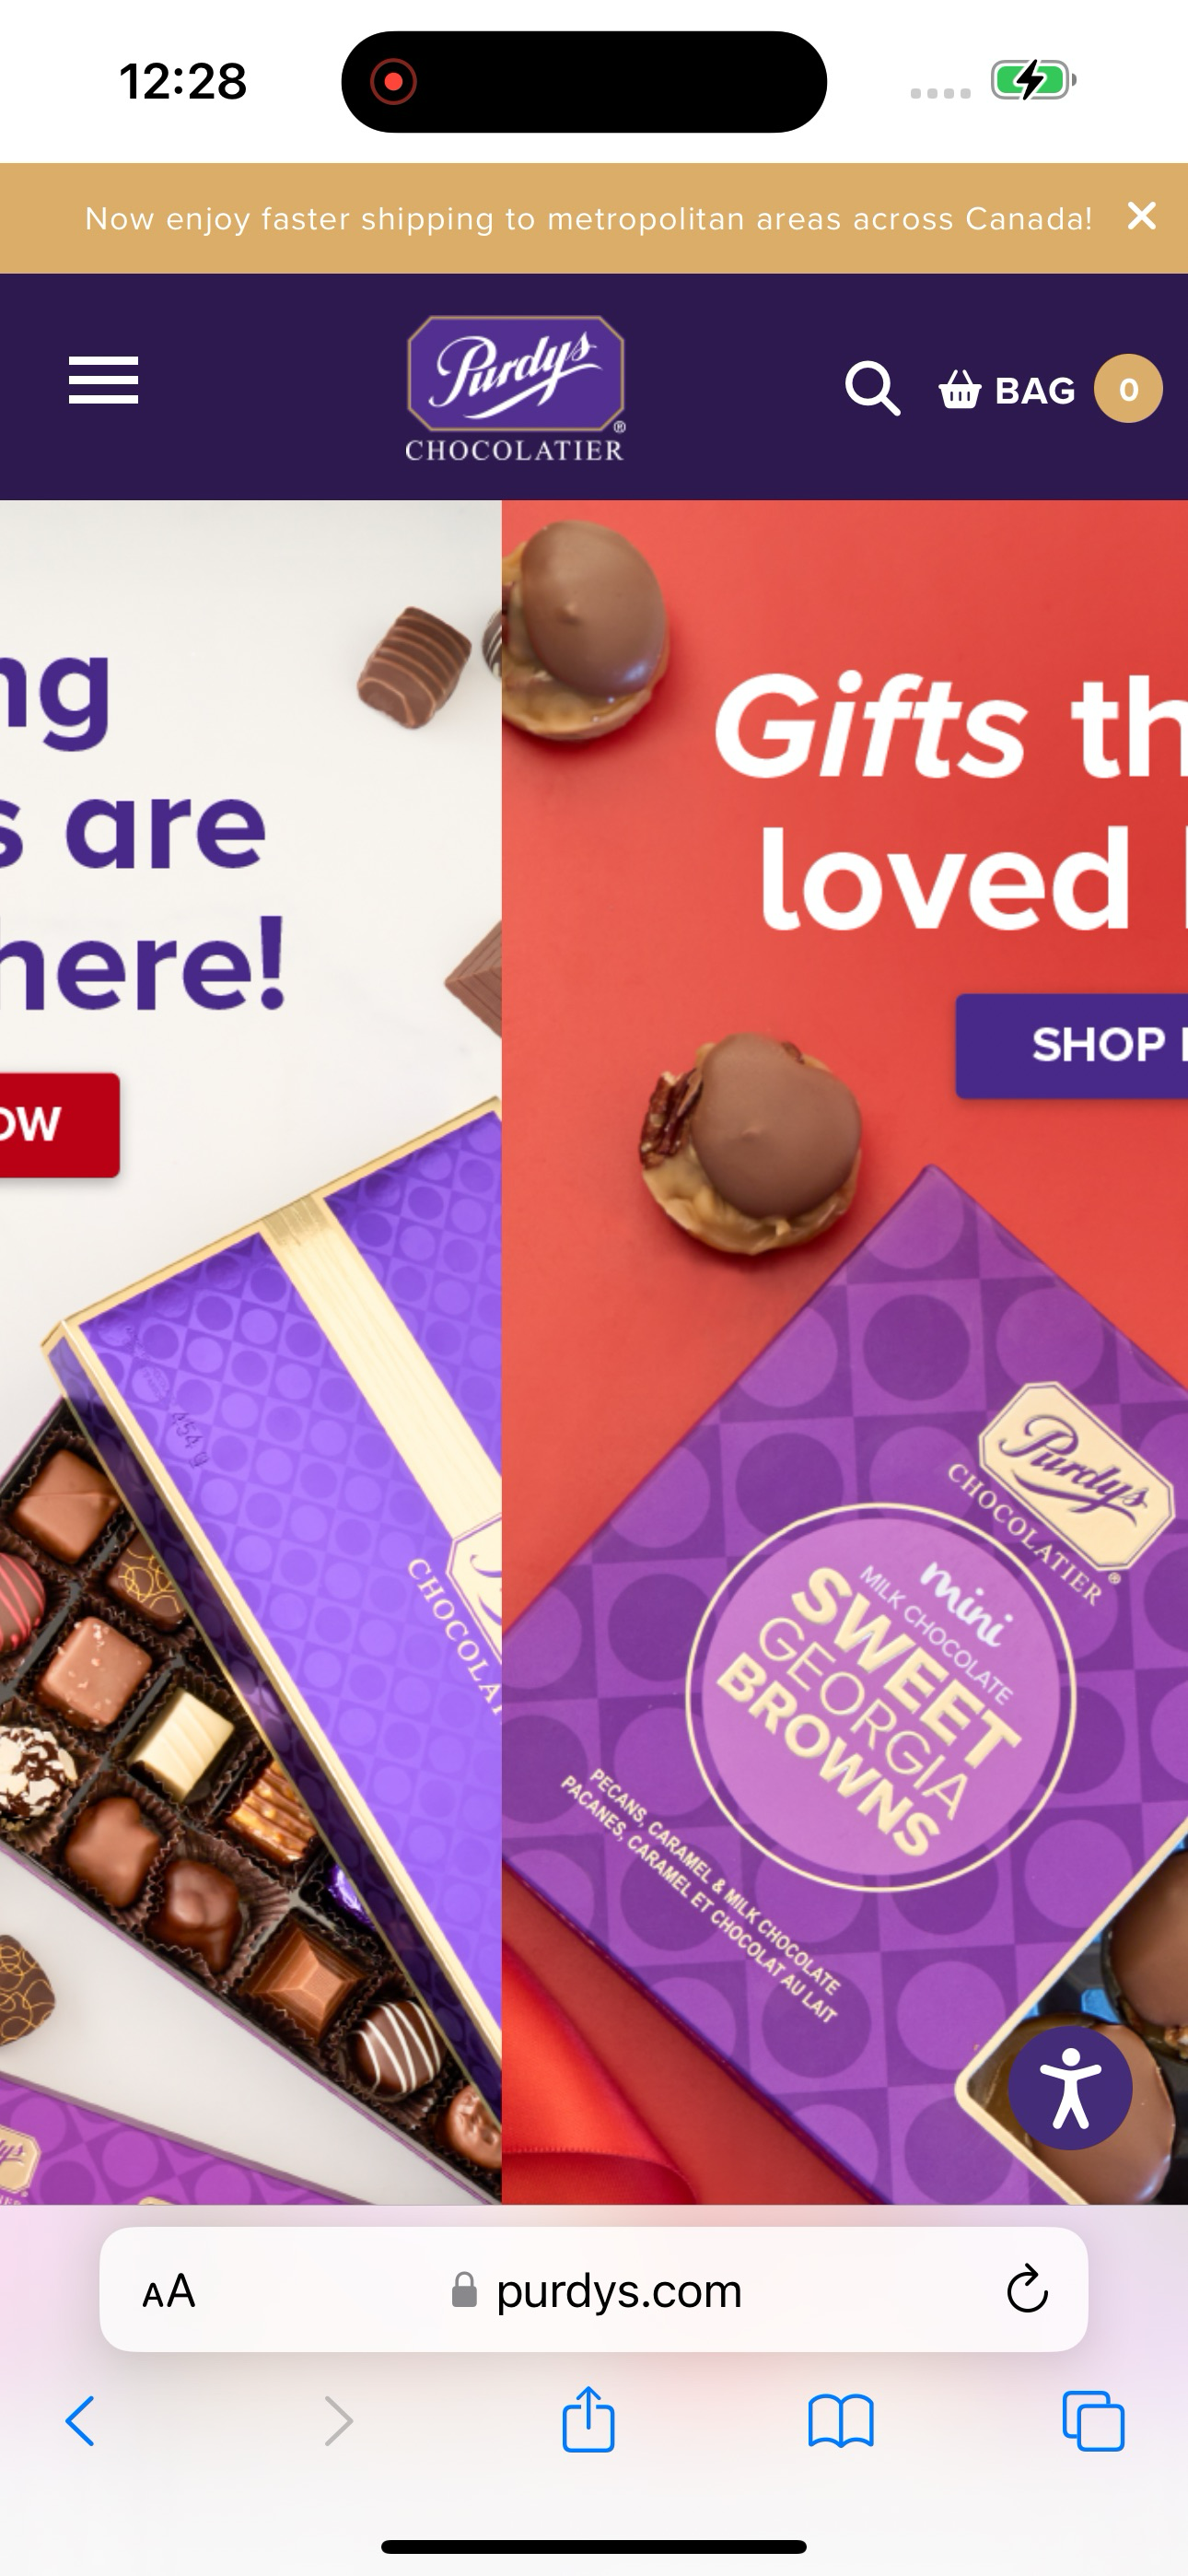 12:28
Now enjoy faster shipping to metropolitan areas across Canada!
Purdys
CHOCOLATIER
BAG
0
ng
s are
here!
OW
454 g
CHOCOLA
Gifts th
loved
SHOP
Purdys
CHOCOLATIER
mini
MILK CHOCOLATE
SWEET
GEORGIA
BROWNS
PECANS, CARAMEL & MILK CHOCOLATE
PACANES, CARAMEL ET CHOCOLAT AU LAIT
AA
purdys.com